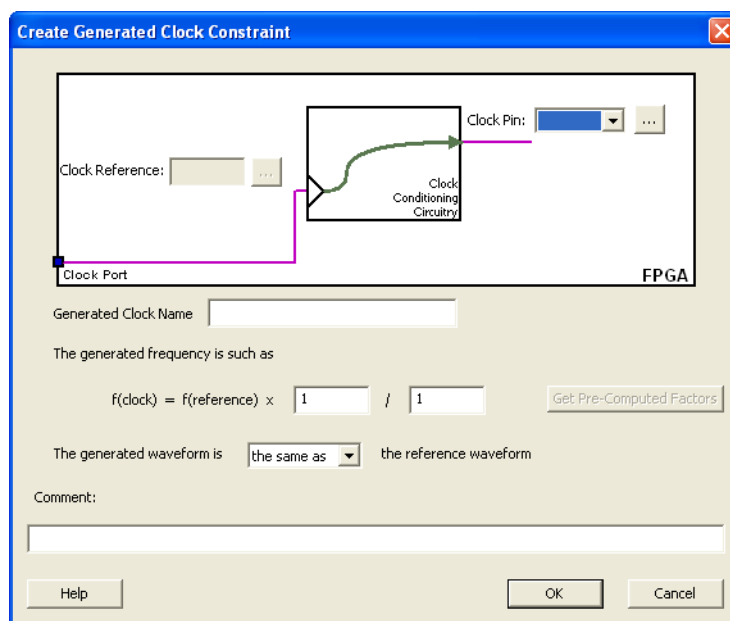 Create Generated Clock Constraint
Clock Pin:
...
Clock Reference:
...
Clock
Conditioning
Circuitry
Clock Port
FPGA
Generated Clock Name
The generated frequency is such as
f(clock) = f(reference) x 1 / 1 Get Pre-Computed Factors
The generated waveform is the same as the reference waveform
Comment:
Help OK Cancel